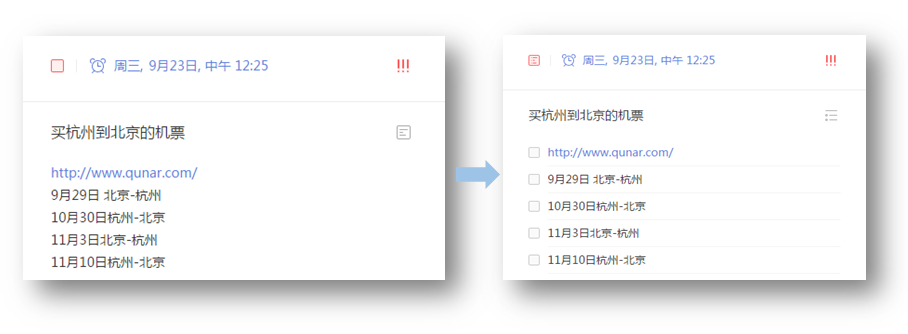 周三, 9月23日, 中午 12:25
!!!
买杭州到北京的机票
http://www.qunar.com/
9月29日 北京-杭州
10月30日杭州-北京
11月3日北京-杭州
11月10日杭州-北京
周三, 9月23日, 中午 12:25
!!!
买杭州到北京的机票
http://www.qunar.com/
9月29日 北京-杭州
10月30日杭州-北京
11月3日北京-杭州
11月10日杭州-北京